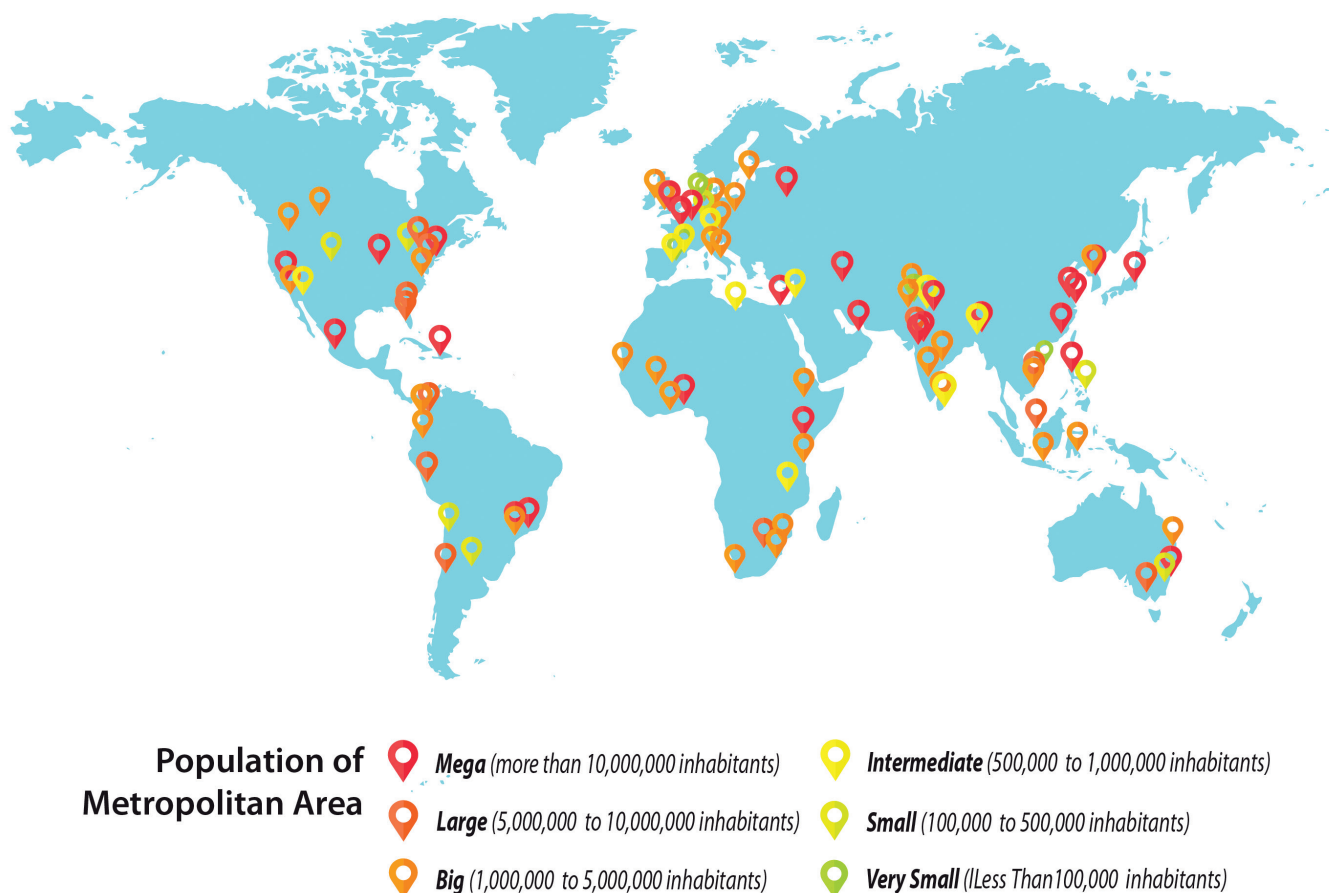 Population of
Metropolitan Area
Mega (more than 10,000,000 inhabitants)
Large (5,000,000 to 10,000,000 inhabitants)
Big (1,000,000 to 5,000,000 inhabitants)
Intermediate (500,000 to 1,000,000 inhabitants)
Small (100,000 to 500,000 inhabitants)
Very Small (lLess Than100,000 inhabitants)